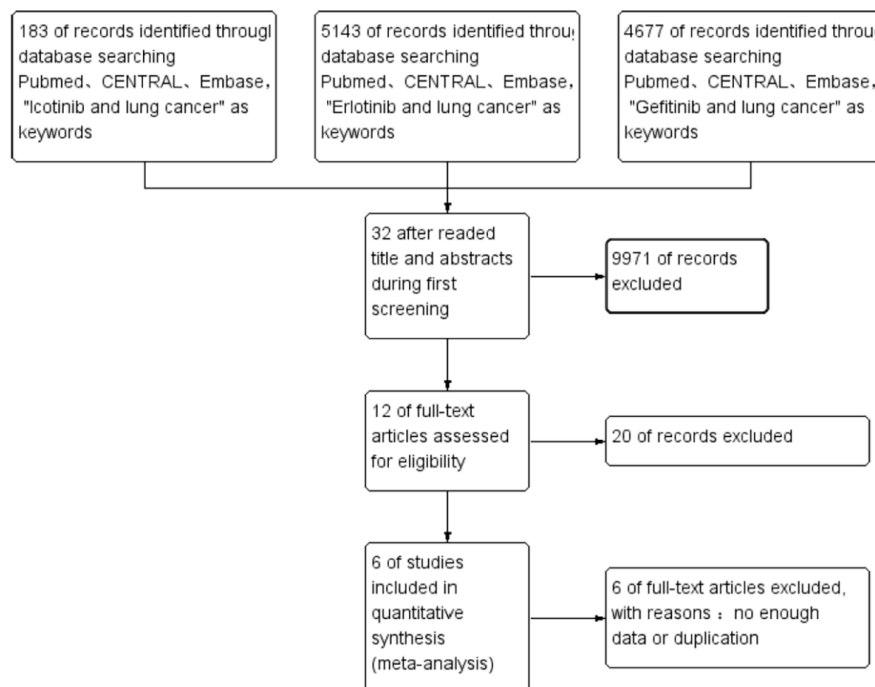 183 of records identified througl
database searching
Pubmed、CENTRAL、Embase，
"Icotinib and lung cancer" as
keywords
5143 of records identified throu
database searching
Pubmed、CENTRAL、Embase，
"Erlotinib and lung cancer" as
keywords
4677 of records identified throu
database searching
Pubmed、CENTRAL、Embase，
"Gefitinib and lung cancer" as
keywords
32 after readed
title and abstracts
during first
screening
9971 of records
excluded
12 of full-text
articles assessed
for eligibility
20 of records excluded
6 of studies
included in
quantitative
synthesis
(meta-analysis)
6 of full-text articles excluded,
with reasons ：no enough
data or duplication